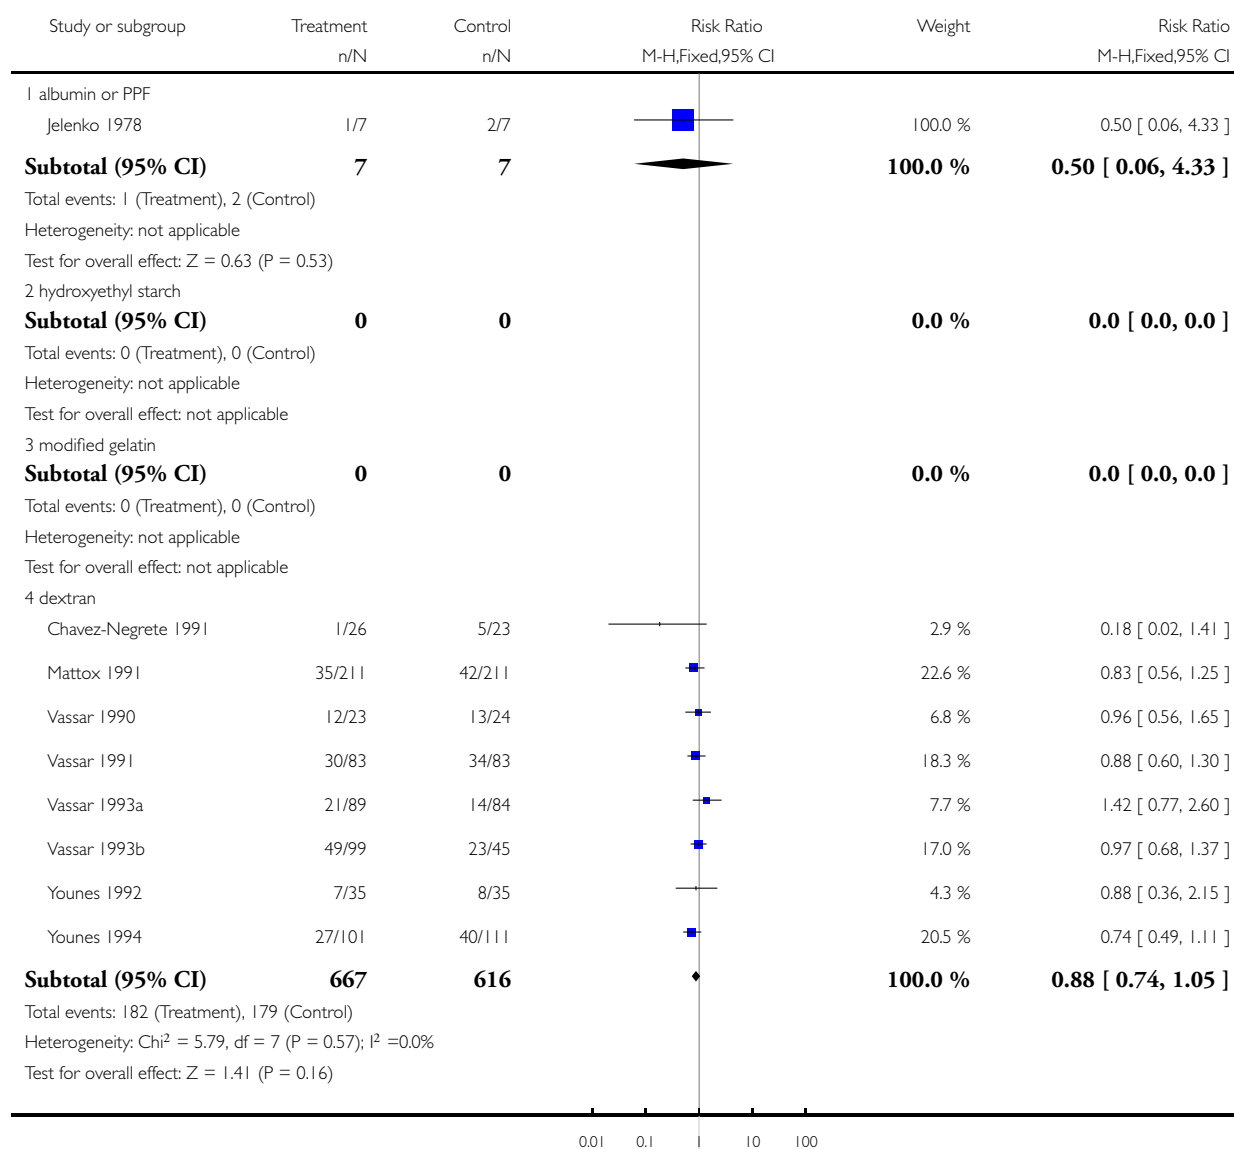 Study or subgroup Treatment Control Risk Ratio Weight Risk Ratio
n/N n/N M-H,Fixed,95% CI M-H,Fixed,95% CI
1 albumin or PPF
Jelenko 1978 1/7 2/7 100.0 % 0.50 [ 0.06, 4.33 ]
Subtotal (95% CI) 7 7 100.0 % 0.50 [ 0.06, 4.33 ]
Total events: 1 (Treatment), 2 (Control)
Heterogeneity: not applicable
Test for overall effect: Z = 0.63 (P = 0.53)
2 hydroxyethyl starch
Subtotal (95% CI) 0 0 0.0 % 0.0 [ 0.0, 0.0 ]
Total events: 0 (Treatment), 0 (Control)
Heterogeneity: not applicable
Test for overall effect: not applicable
3 modified gelatin
Subtotal (95% CI) 0 0 0.0 % 0.0 [ 0.0, 0.0 ]
Total events: 0 (Treatment), 0 (Control)
Heterogeneity: not applicable
Test for overall effect: not applicable
4 dextran
Chavez-Negrete 1991 1/26 5/23 2.9 % 0.18 [ 0.02, 1.41 ]
Mattox 1991 35/211 42/211 22.6 % 0.83 [ 0.56, 1.25 ]
Vassar 1990 12/23 13/24 6.8 % 0.96 [ 0.56, 1.65 ]
Vassar 1991 30/83 34/83 18.3 % 0.88 [ 0.60, 1.30 ]
Vassar 1993a 21/89 14/84 7.7 % 1.42 [ 0.77, 2.60 ]
Vassar 1993b 49/99 23/45 17.0 % 0.97 [ 0.68, 1.37 ]
Younes 1992 7/35 8/35 4.3 % 0.88 [ 0.36, 2.15 ]
Younes 1994 27/101 40/111 20.5 % 0.74 [ 0.49, 1.11 ]
Subtotal (95% CI) 667 616 100.0 % 0.88 [ 0.74, 1.05 ]
Total events: 182 (Treatment), 179 (Control)
Heterogeneity: Chi² = 5.79, df = 7 (P = 0.57); I² =0.0%
Test for overall effect: Z = 1.41 (P = 0.16)
0.01 0.1 1 10 100